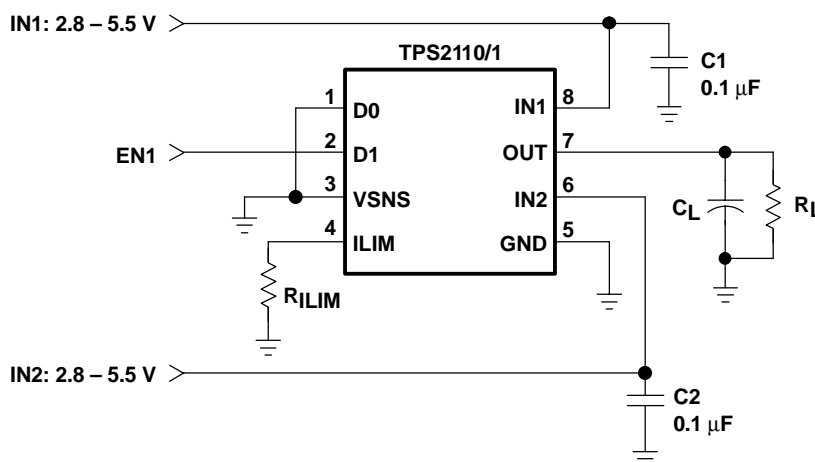 IN1: 2.8 – 5.5 V
TPS2110/1
C1
0.1 µF
1
D0
IN1
8
EN1
2
D1
OUT
7
3
VSNS
IN2
6
4
ILIM
GND
5
CL
RL
RILIM
IN2: 2.8 – 5.5 V
C2
0.1 µF